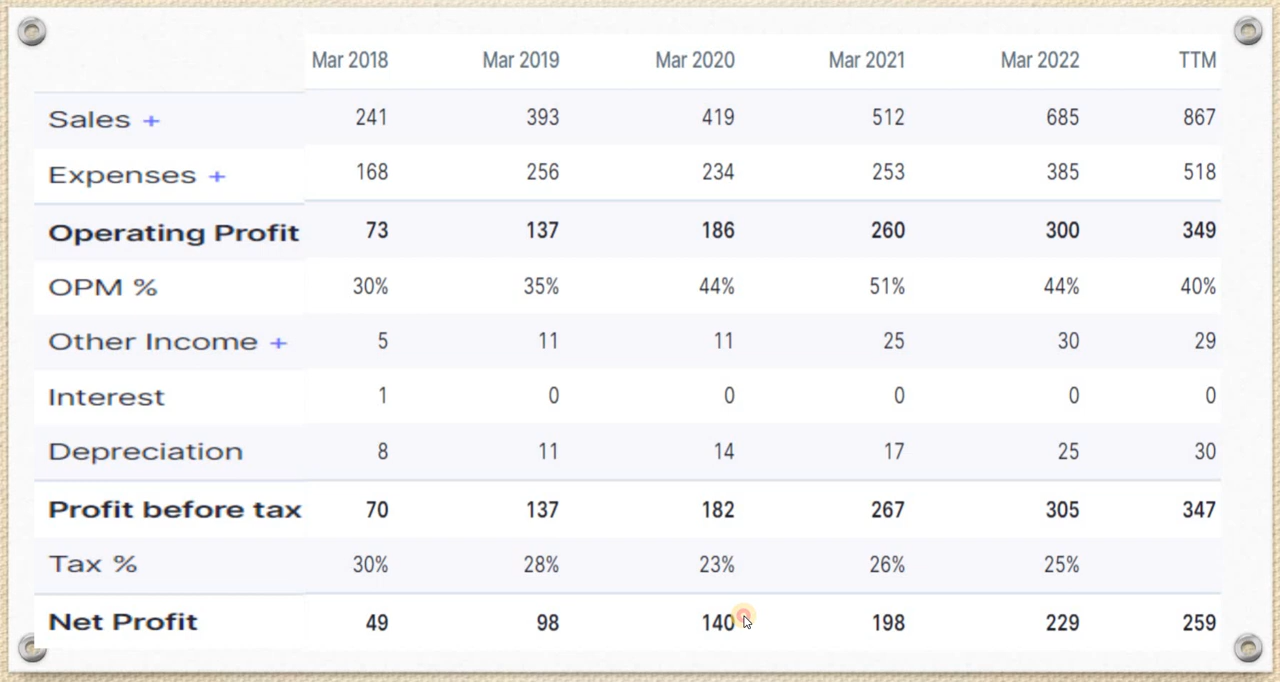 Mar 2018 Mar 2019 Mar 2020 Mar 2021 Mar 2022 TTM
Sales + 241 393 419 512 685 867
Expenses + 168 256 234 253 385 518
Operating Profit 73 137 186 260 300 349
OPM % 30% 35% 44% 51% 44% 40%
Other Income + 5 11 11 25 30 29
Interest 1 0 0 0 0 0
Depreciation 8 11 14 17 25 30
Profit before tax 70 137 182 267 305 347
Tax % 30% 28% 23% 26% 25%
Net Profit 49 98 140 198 229 259